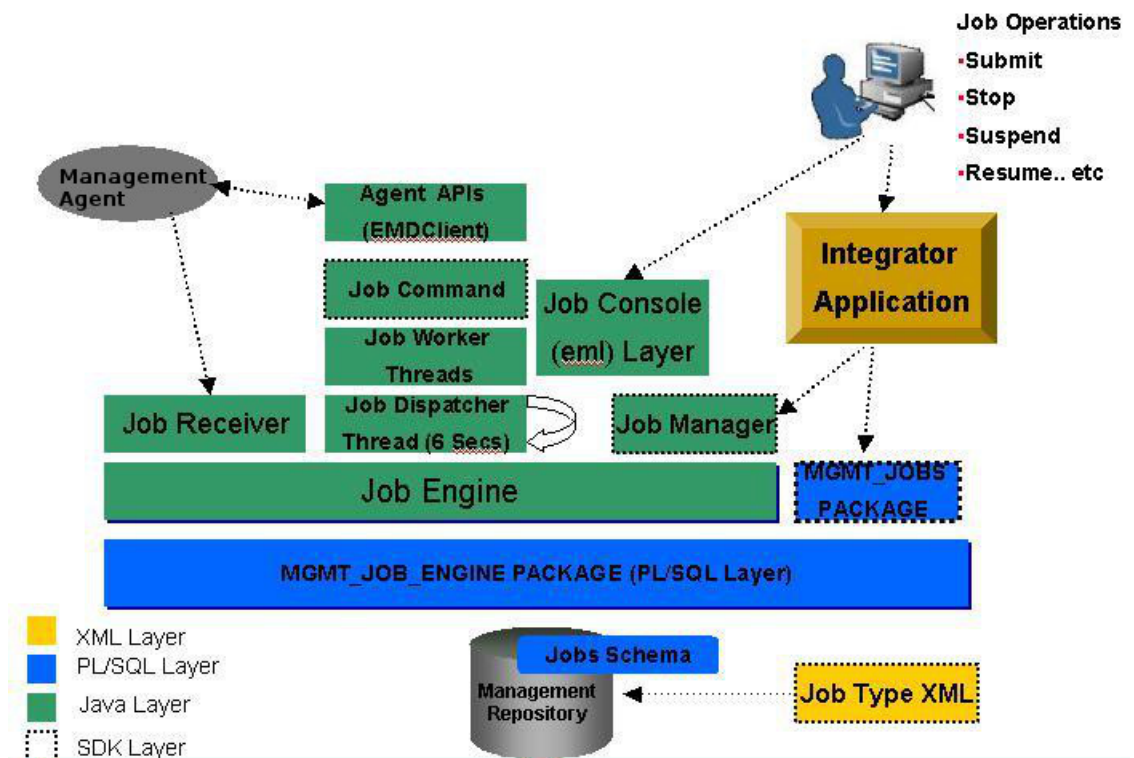 Job Operations
▪Submit
▪Stop
▪Suspend
▪Resume.. etc
Management
Agent
Agent APIs
(EMDClient)
Job Command
Job Worker
Threads
Job Dispatcher
Thread (6 Secs)
Job Console
(eml) Layer
Integrator
Application
Job Receiver
Job Manager
Job Engine
MGMT_JOBS
PACKAGE
MGMT_JOB_ENGINE PACKAGE (PL/SQL Layer)
XML Layer
PL/SQL Layer
Java Layer
SDK Layer
Jobs Schema
Management
Repository
Job Type XML